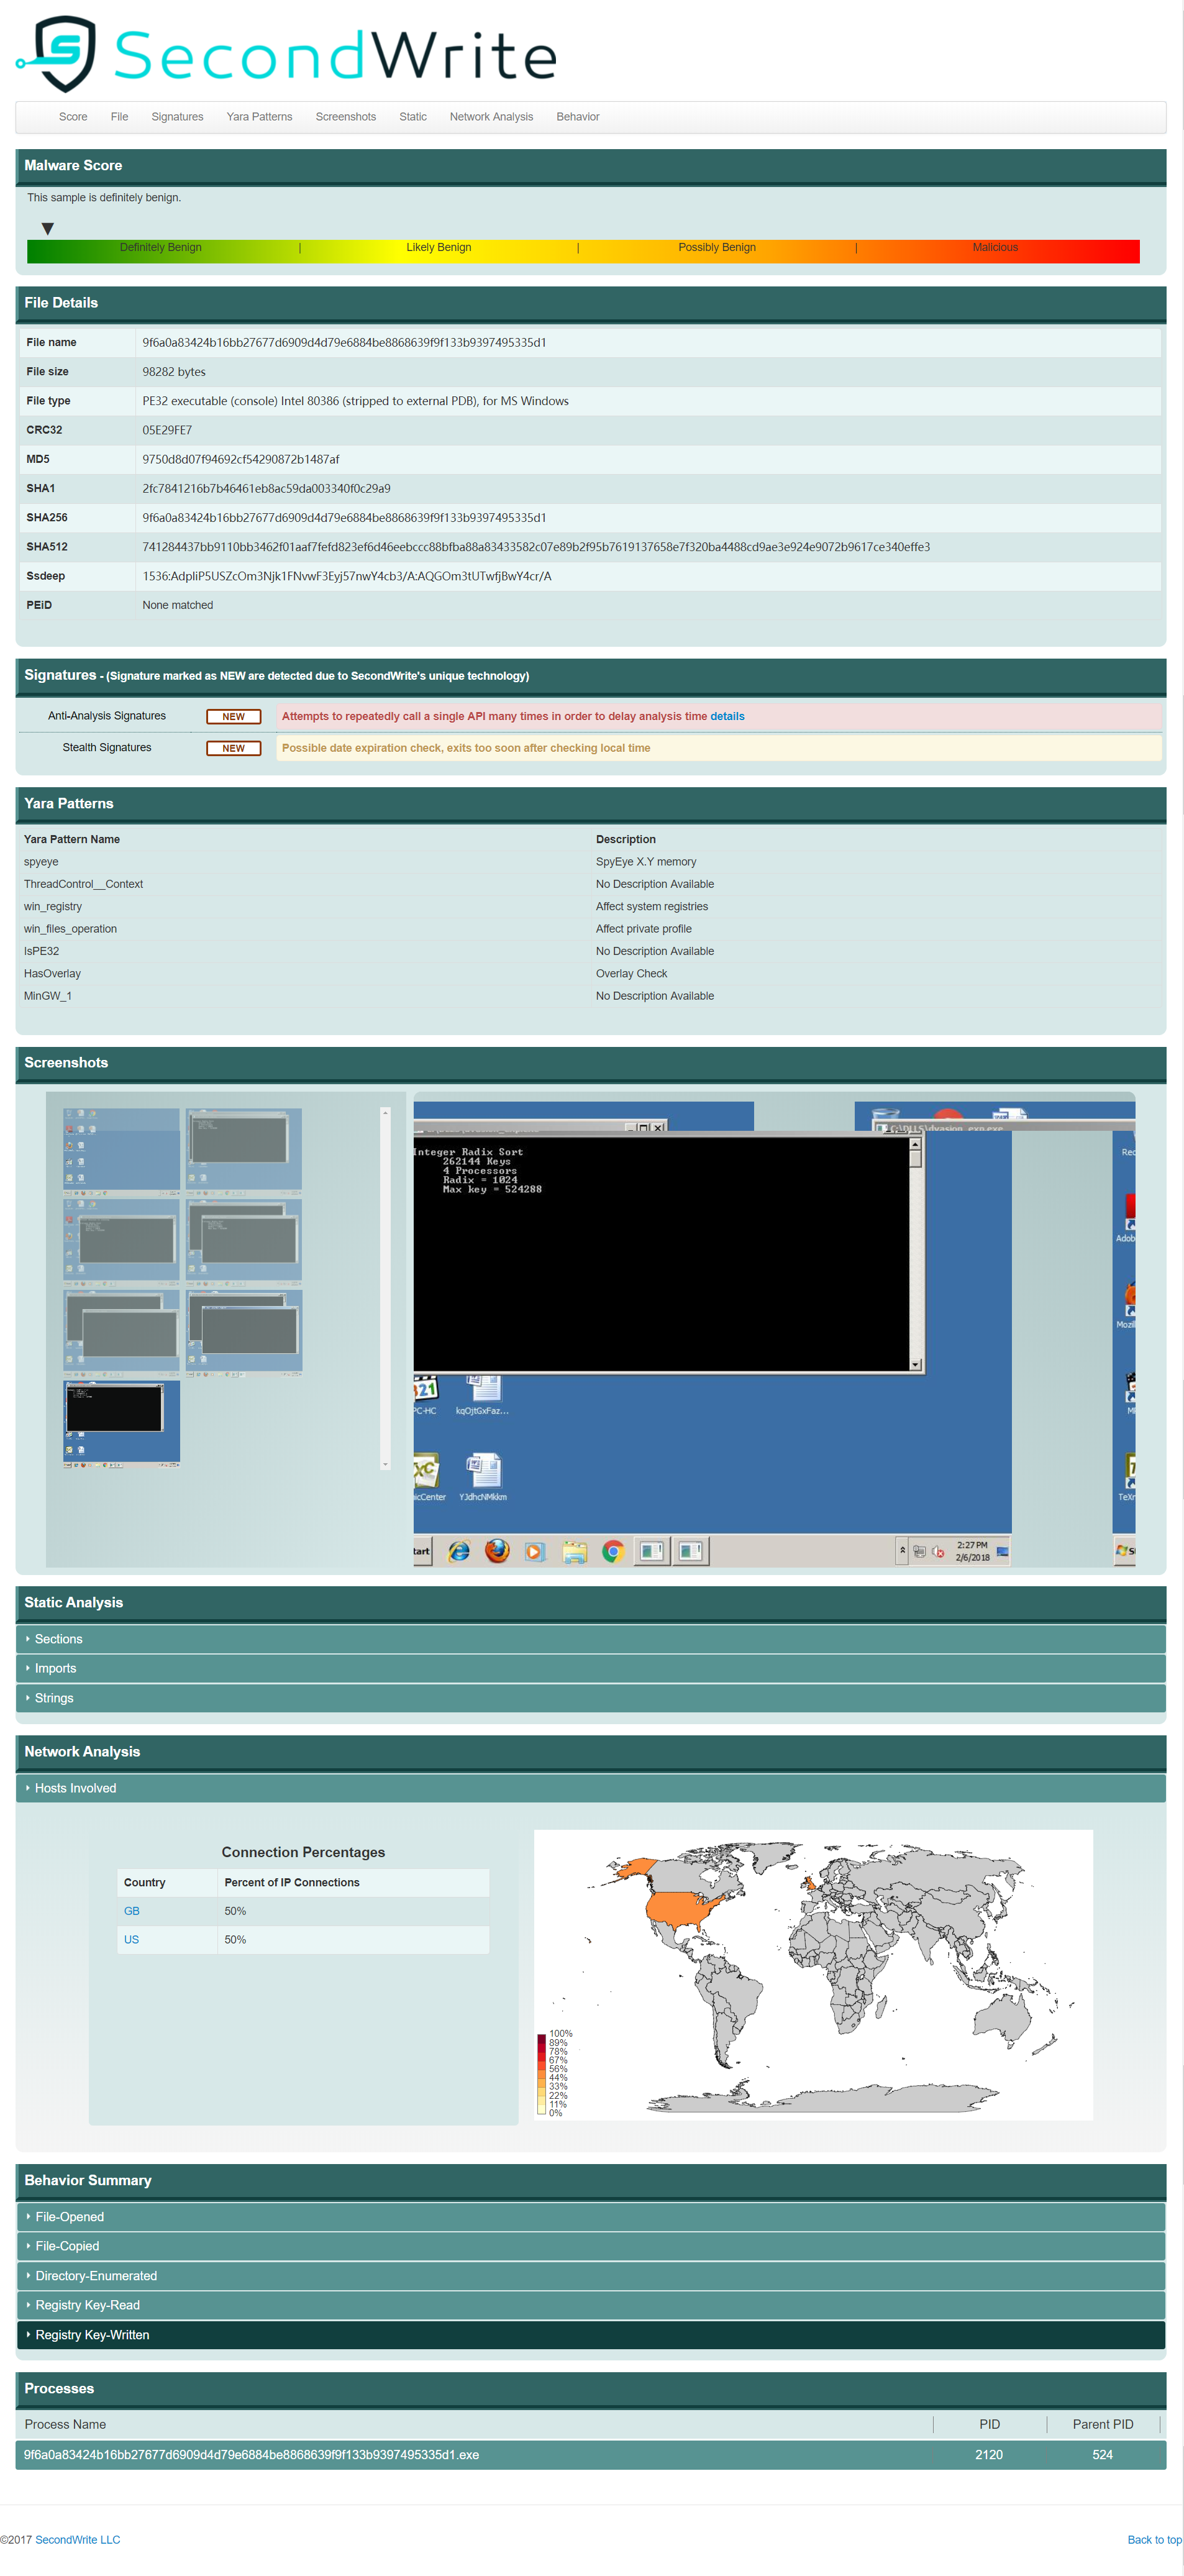 SecondWrite
Score File Signatures Yara Patterns Screenshots Static Network Analysis Behavior
Malware Score
This sample is definitely benign.
Definitely Benign | Likely Benign | Possibly Benign | Malicious
File Details
File name 9f6a0a83424b16bb27677d6909d4d79e6884be8868639f9f133b9397495335d1
File size 98282 bytes
File type PE32 executable (console) Intel 80386 (stripped to external PDB), for MS Windows
CRC32 05E29FE7
MD5 9750d8d07f94692cf54290872b1487af
SHA1 2fc7841216b7b46461eb8ac59da003340f0c29a9
SHA256 9f6a0a83424b16bb27677d6909d4d79e6884be8868639f9f133b9397495335d1
SHA512 741284437bb9110bb3462f01aaf7fefd823ef6d46eebccc88bfba88a83433582c07e89b2f95b7619137658e7f320ba4488cd9ae3e924e9072b9617ce340effe3
Ssdeep 1536:AdpliP5USZcOm3Njk1FNvwF3Eyj57nwY4cb3/A:AQGOm3tUTwfjBwY4cr/A
PEiD None matched
Signatures - (Signature marked as NEW are detected due to SecondWrite's unique technology)
Anti-Analysis Signatures NEW Attempts to repeatedly call a single API many times in order to delay analysis time details
Stealth Signatures NEW Possible date expiration check, exits too soon after checking local time
Yara Patterns
Yara Pattern Name Description
spyeye SpyEye X.Y memory
ThreadControl__Context No Description Available
win_registry Affect system registries
win_files_operation Affect private profile
IsPE32 No Description Available
HasOverlay Overlay Check
MinGW_1 No Description Available
Screenshots
Integer Radix Sort
262144 Keys
4 Processors
Radix = 1024
Max key = 524288
Rec
Adob
Mozil
321
PC-HC kqOjtGxFaz...
XC
nicCenter YJdhcNMkkm
TeXr
tart
2:27 PM
2/6/2018
Static Analysis
Sections
Imports
Strings
Network Analysis
Hosts Involved
Connection Percentages
Country Percent of IP Connections
GB 50%
US 50%
100%
89%
78%
67%
56%
44%
33%
22%
11%
0%
Behavior Summary
File-Opened
File-Copied
Directory-Enumerated
Registry Key-Read
Registry Key-Written
Processes
Process Name PID Parent PID
9f6a0a83424b16bb27677d6909d4d79e6884be8868639f9f133b9397495335d1.exe 2120 524
©2017 SecondWrite LLC Back to top